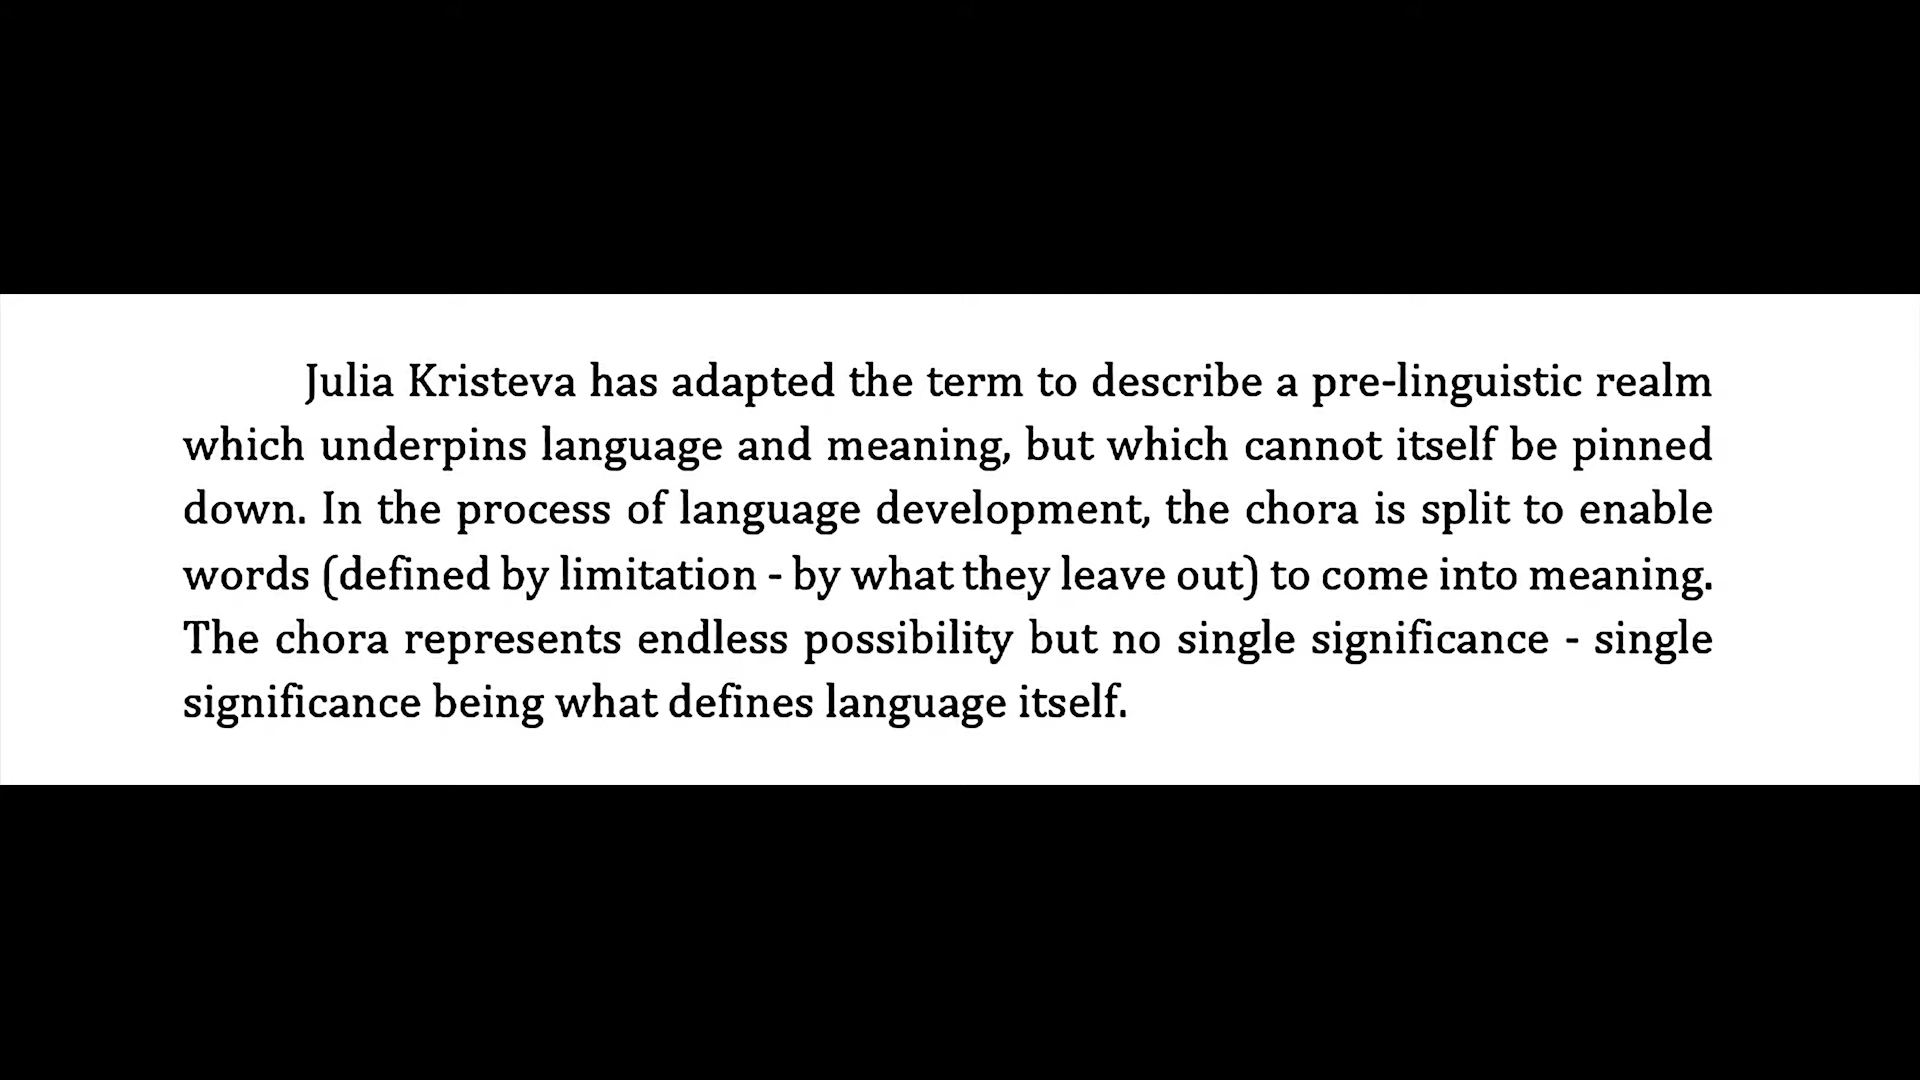 Julia Kristeva has adapted the term to describe a pre-linguistic realm
which underpins language and meaning, but which cannot itself be pinned
down. In the process of language development, the chora is split to enable
words (defined by limitation - by what they leave out) to come into meaning.
The chora represents endless possibility but no single significance - single
significance being what defines language itself.